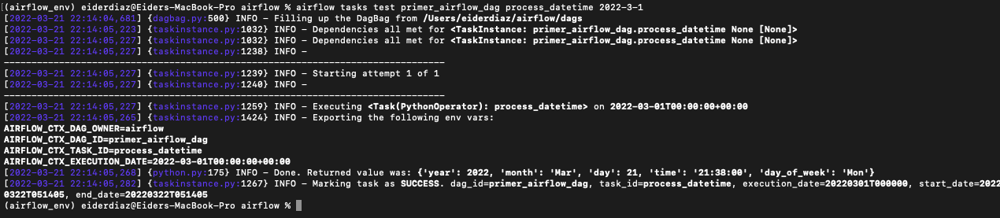 (airflow_env) eiderdiaz@Eiders-MacBook-Pro airflow % airflow tasks test primer_airflow_dag process_datetime 2022-3-1
[2022-03-21 22:14:04,681] {dagbag.py:500} INFO - Filling up the DagBag from /Users/eiderdiaz/airflow/dags
[2022-03-21 22:14:05,223] {taskinstance.py:1032} INFO - Dependencies all met for <TaskInstance: primer_airflow_dag.process_datetime None [None]>
[2022-03-21 22:14:05,227] {taskinstance.py:1032} INFO - Dependencies all met for <TaskInstance: primer_airflow_dag.process_datetime None [None]>
[2022-03-21 22:14:05,227] {taskinstance.py:1238} INFO -
--------------------------------------------------------------------------------
[2022-03-21 22:14:05,227] {taskinstance.py:1239} INFO - Starting attempt 1 of 1
[2022-03-21 22:14:05,227] {taskinstance.py:1240} INFO -
--------------------------------------------------------------------------------
[2022-03-21 22:14:05,227] {taskinstance.py:1259} INFO - Executing <Task(PythonOperator): process_datetime> on 2022-03-01T00:00:00+00:00
[2022-03-21 22:14:05,265] {taskinstance.py:1424} INFO - Exporting the following env vars:
AIRFLOW_CTX_DAG_OWNER=airflow
AIRFLOW_CTX_DAG_ID=primer_airflow_dag
AIRFLOW_CTX_TASK_ID=process_datetime
AIRFLOW_CTX_EXECUTION_DATE=2022-03-01T00:00:00+00:00
[2022-03-21 22:14:05,268] {python.py:175} INFO - Done. Returned value was: {'year': 2022, 'month': 'Mar', 'day': 21, 'time': '21:38:00', 'day_of_week': 'Mon'}
[2022-03-21 22:14:05,282] {taskinstance.py:1267} INFO - Marking task as SUCCESS. dag_id=primer_airflow_dag, task_id=process_datetime, execution_date=20220301T000000, start_date=2022
0322T051405, end_date=20220322T051405
(airflow_env) eiderdiaz@Eiders-MacBook-Pro airflow %